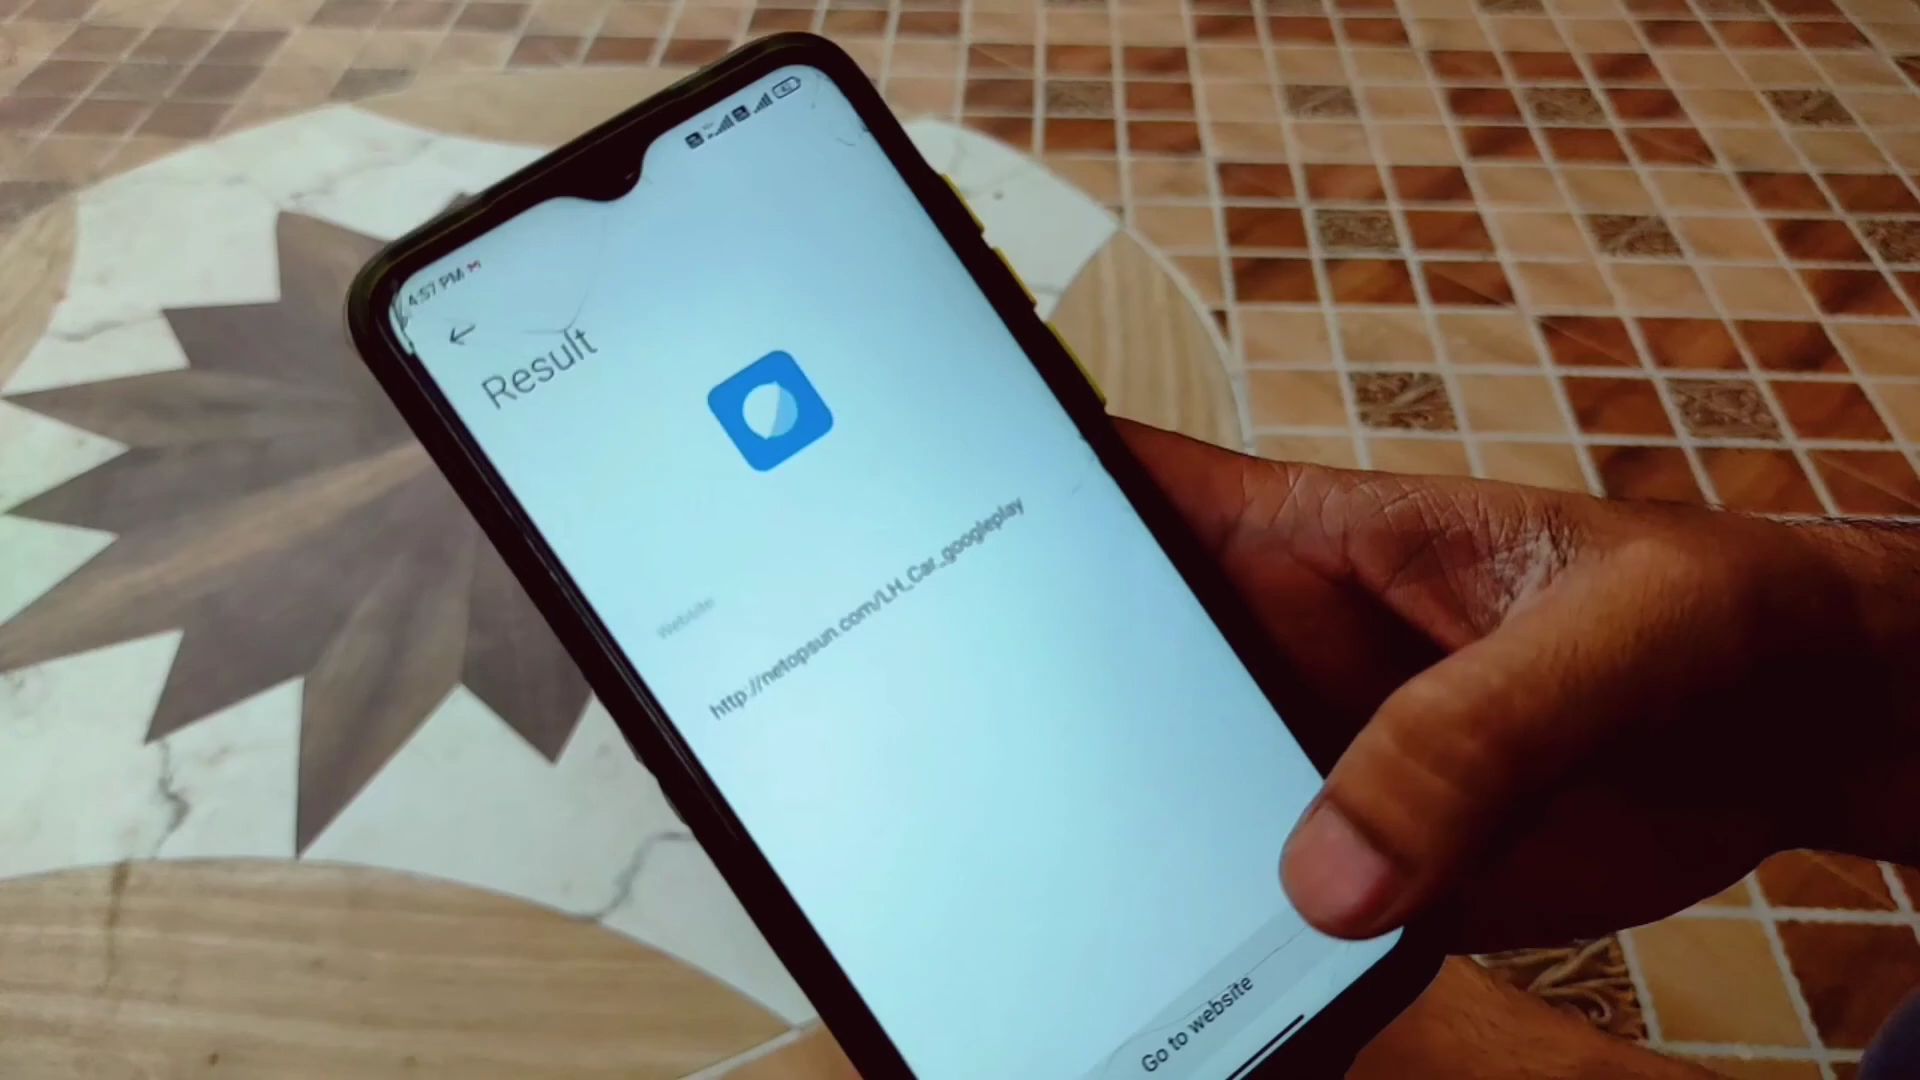 4:57 PM
Result
Website
http://netopsun.com/LH_Car_googleplay
Go to website